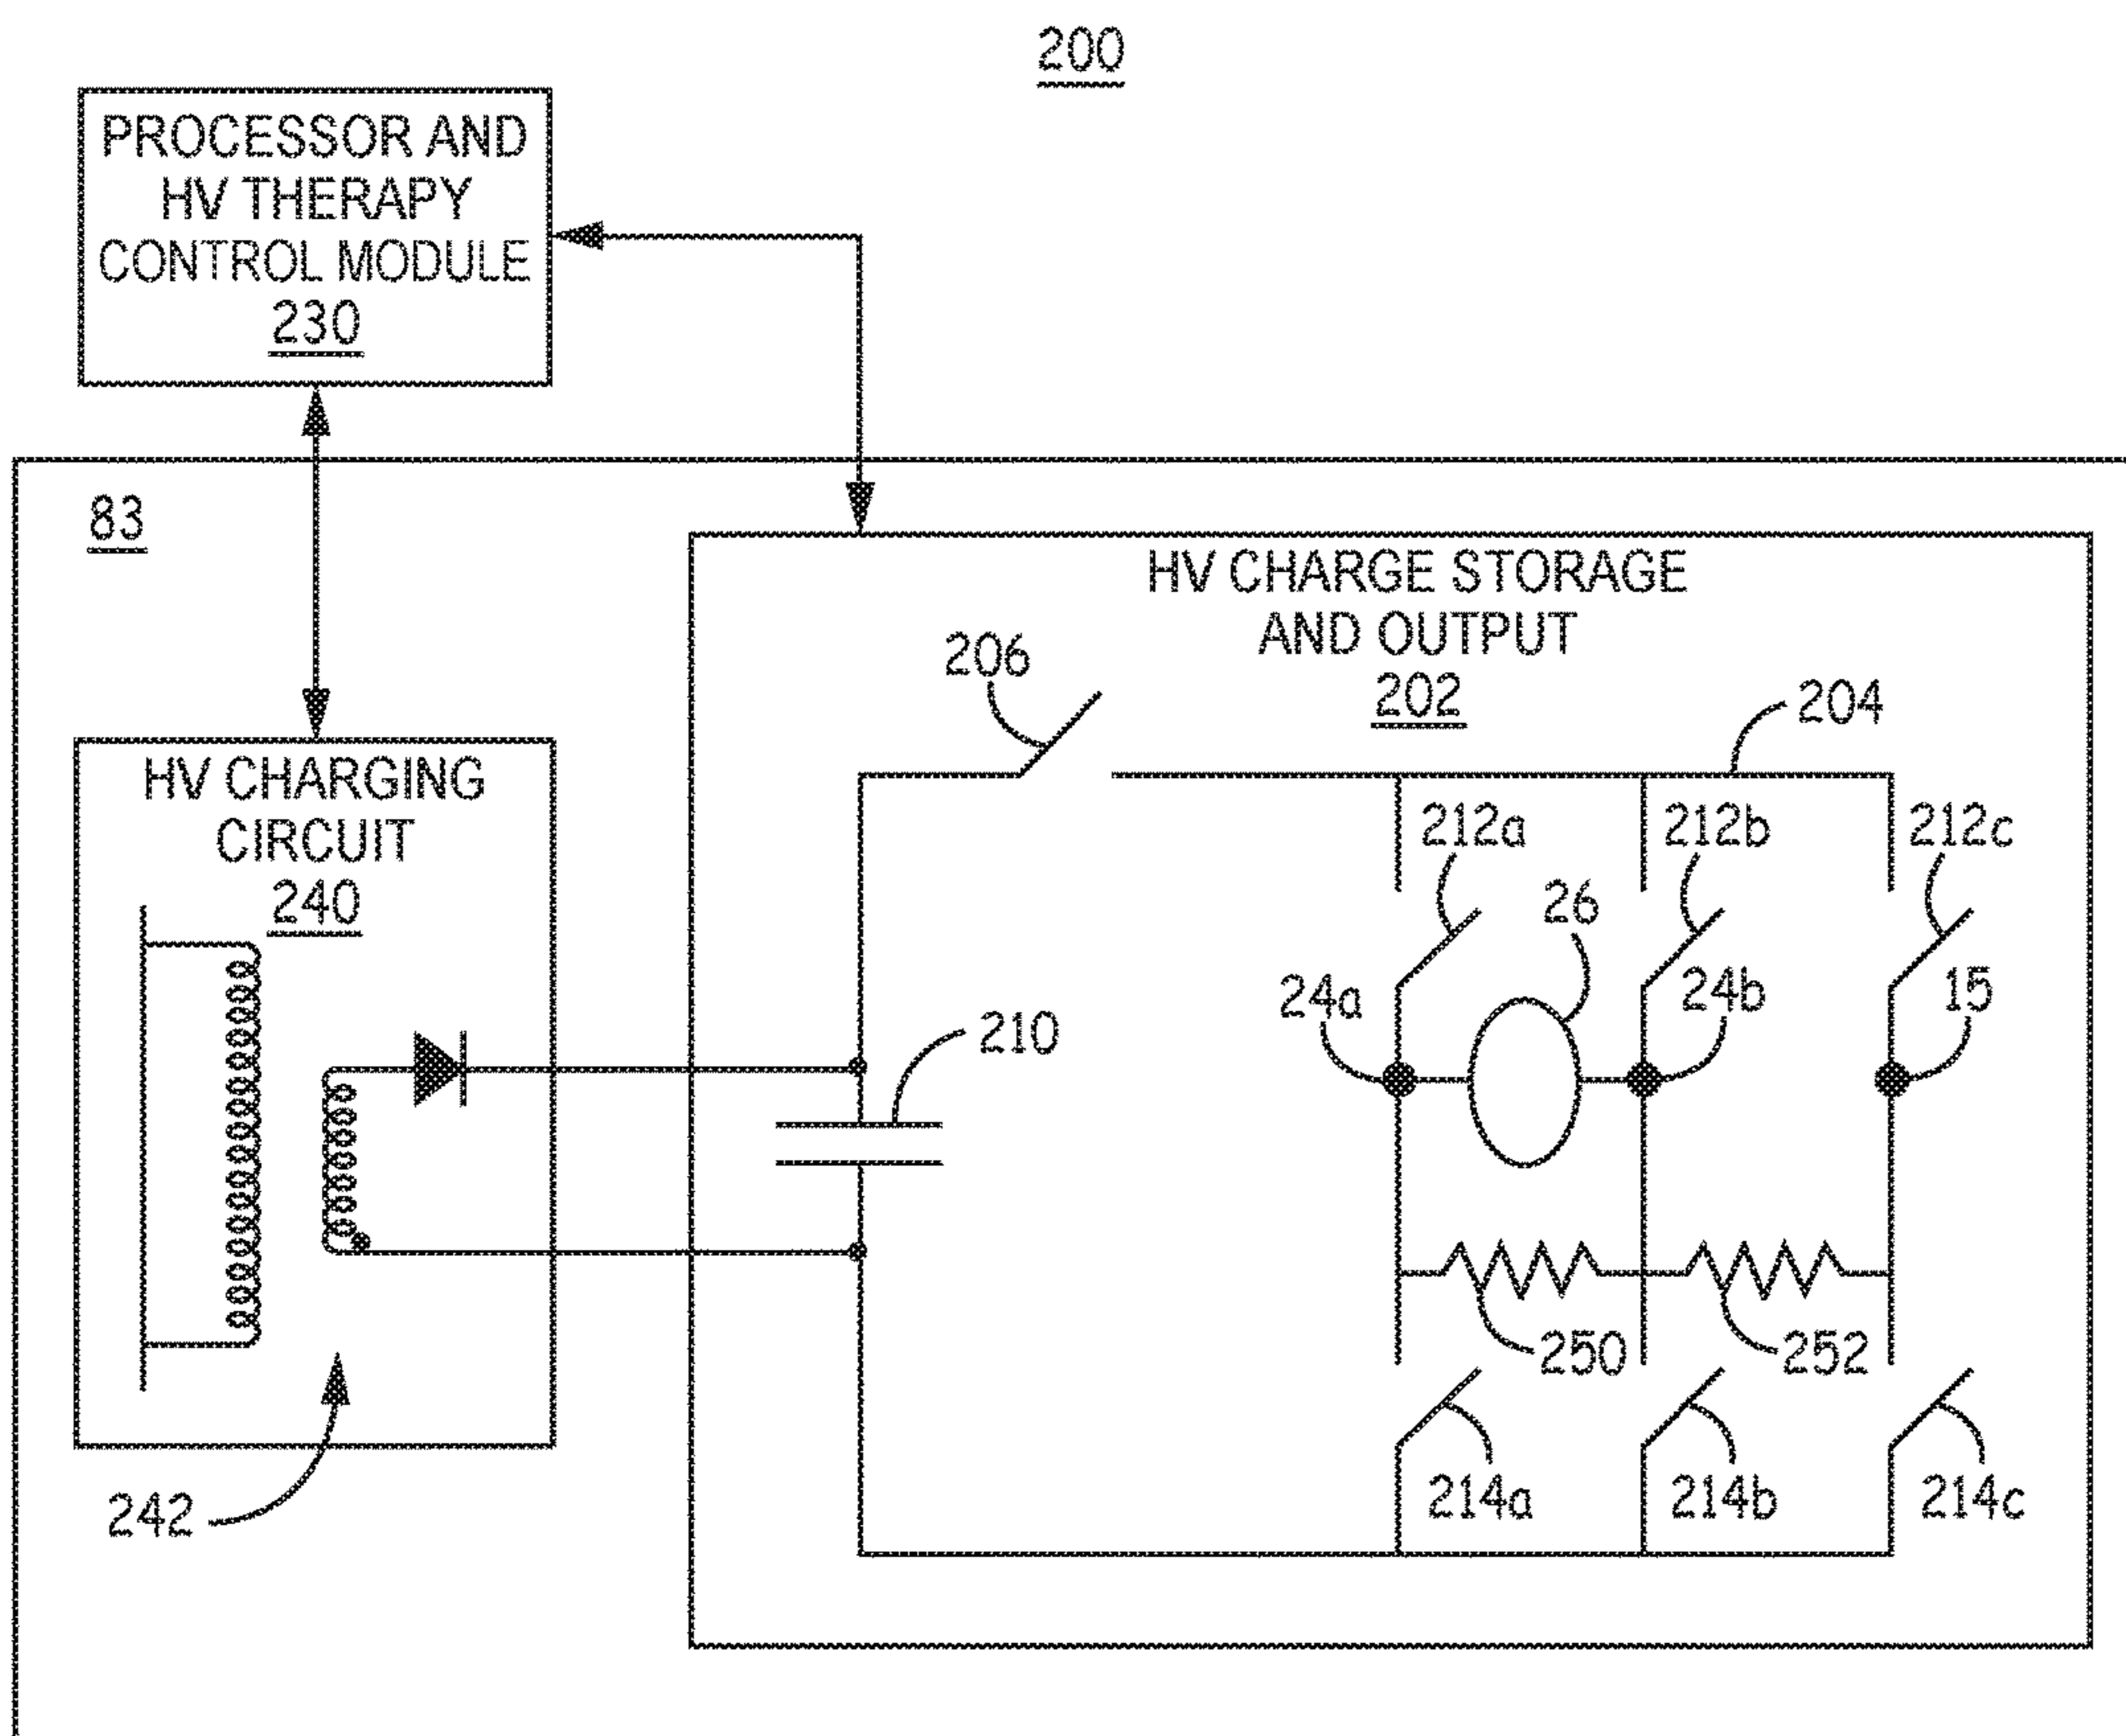 200
PROCESSOR AND
HV THERAPY
CONTROL MODULE
230
83
HV CHARGE STORAGE
AND OUTPUT
202
206
204
HV CHARGING
CIRCUIT
240
212a
212b
212c
26
24a
24b
15
210
250
252
242
214a
214b
214c